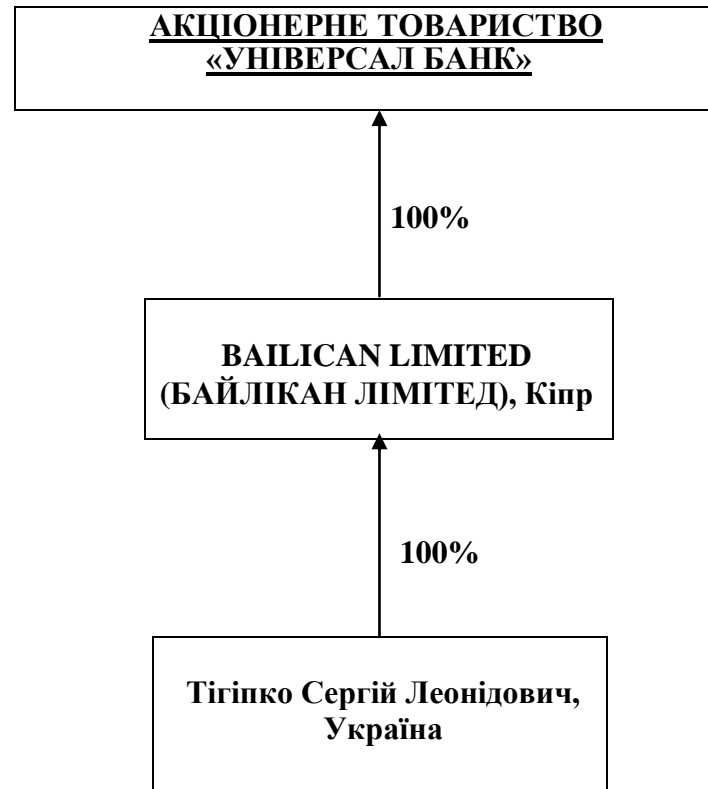 АКЦІОНЕРНЕ ТОВАРИСТВО
«УНІВЕРСАЛ БАНК»
100%
BAILICAN LIMITED
(БАЙЛІКАН ЛІМІТЕД), Кіпр
100%
Тігіпко Сергій Леонідович,
Україна